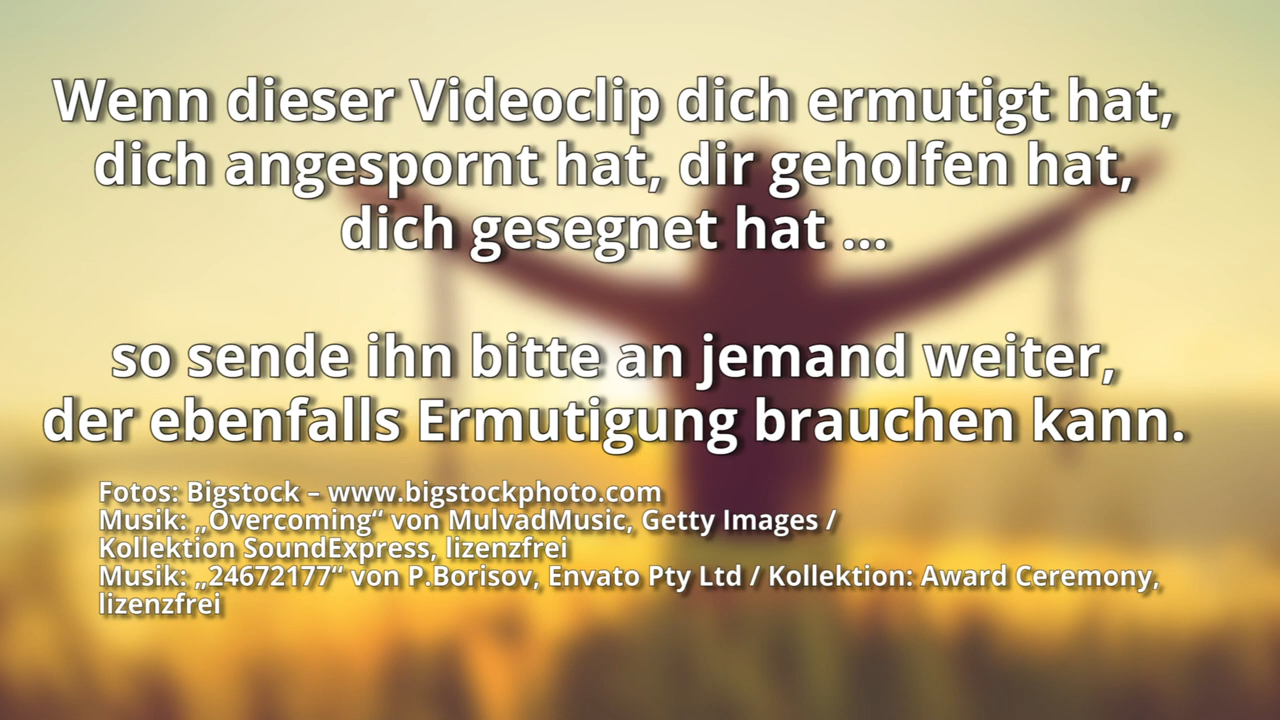 Wenn dieser Videoclip dich ermutigt hat,
dich angespornt hat, dir geholfen hat,
dich gesegnet hat ...
so sende ihn bitte an jemand weiter,
der ebenfalls Ermutigung brauchen kann.
Fotos: Bigstock – www.bigstockphoto.com
Musik: „Overcoming“ von MulvadMusic, Getty Images /
Kollektion SoundExpress, lizenzfrei
Musik: „24672177“ von P.Borisov, Envato Pty Ltd / Kollektion: Award Ceremony,
lizenzfrei